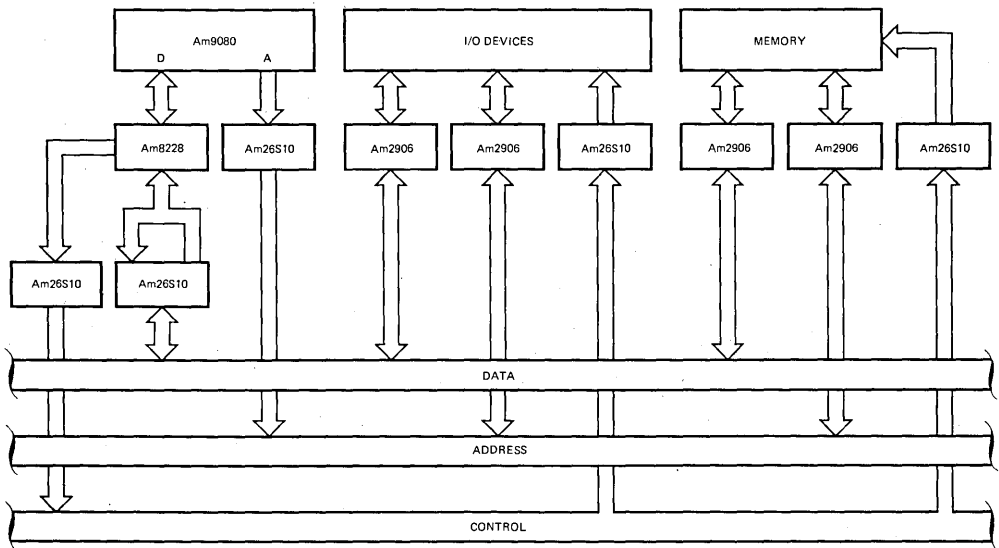 Am9080
D
A
I/O DEVICES
MEMORY
Am8228
Am26S10
Am2906
Am2906
Am26S10
Am2906
Am2906
Am26S10
Am26S10
Am26S10
DATA
ADDRESS
CONTROL